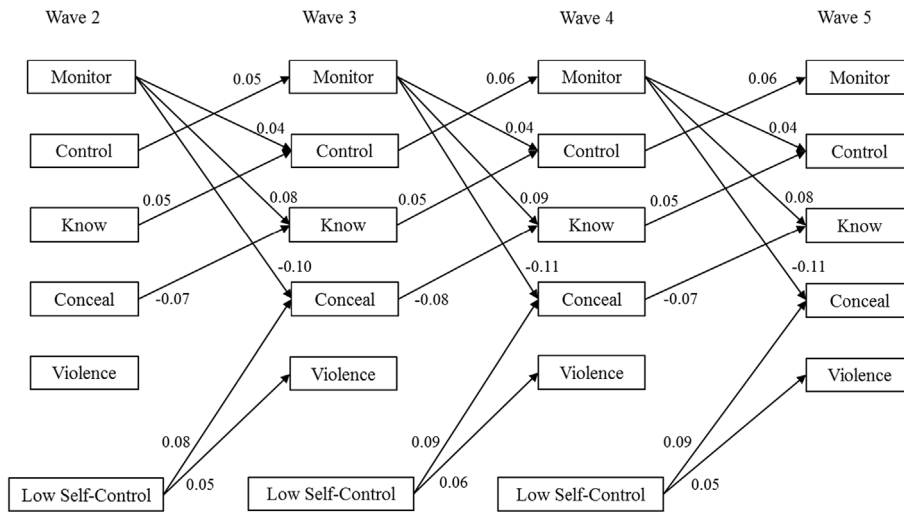 Wave 2 Wave 3 Wave 4 Wave 5
Monitor 0.05 Monitor 0.06 Monitor 0.06 Monitor
Control 0.04 Control 0.04 Control 0.04 Control
0.05 0.08 0.05 0.09 0.05 0.08
Know Know Know Know
-0.10 -0.11 -0.11
Conceal -0.07 Conceal -0.08 Conceal -0.07 Conceal
Violence Violence Violence Violence
0.08 0.09 0.09
0.05 0.06 0.05
Low Self-Control Low Self-Control Low Self-Control